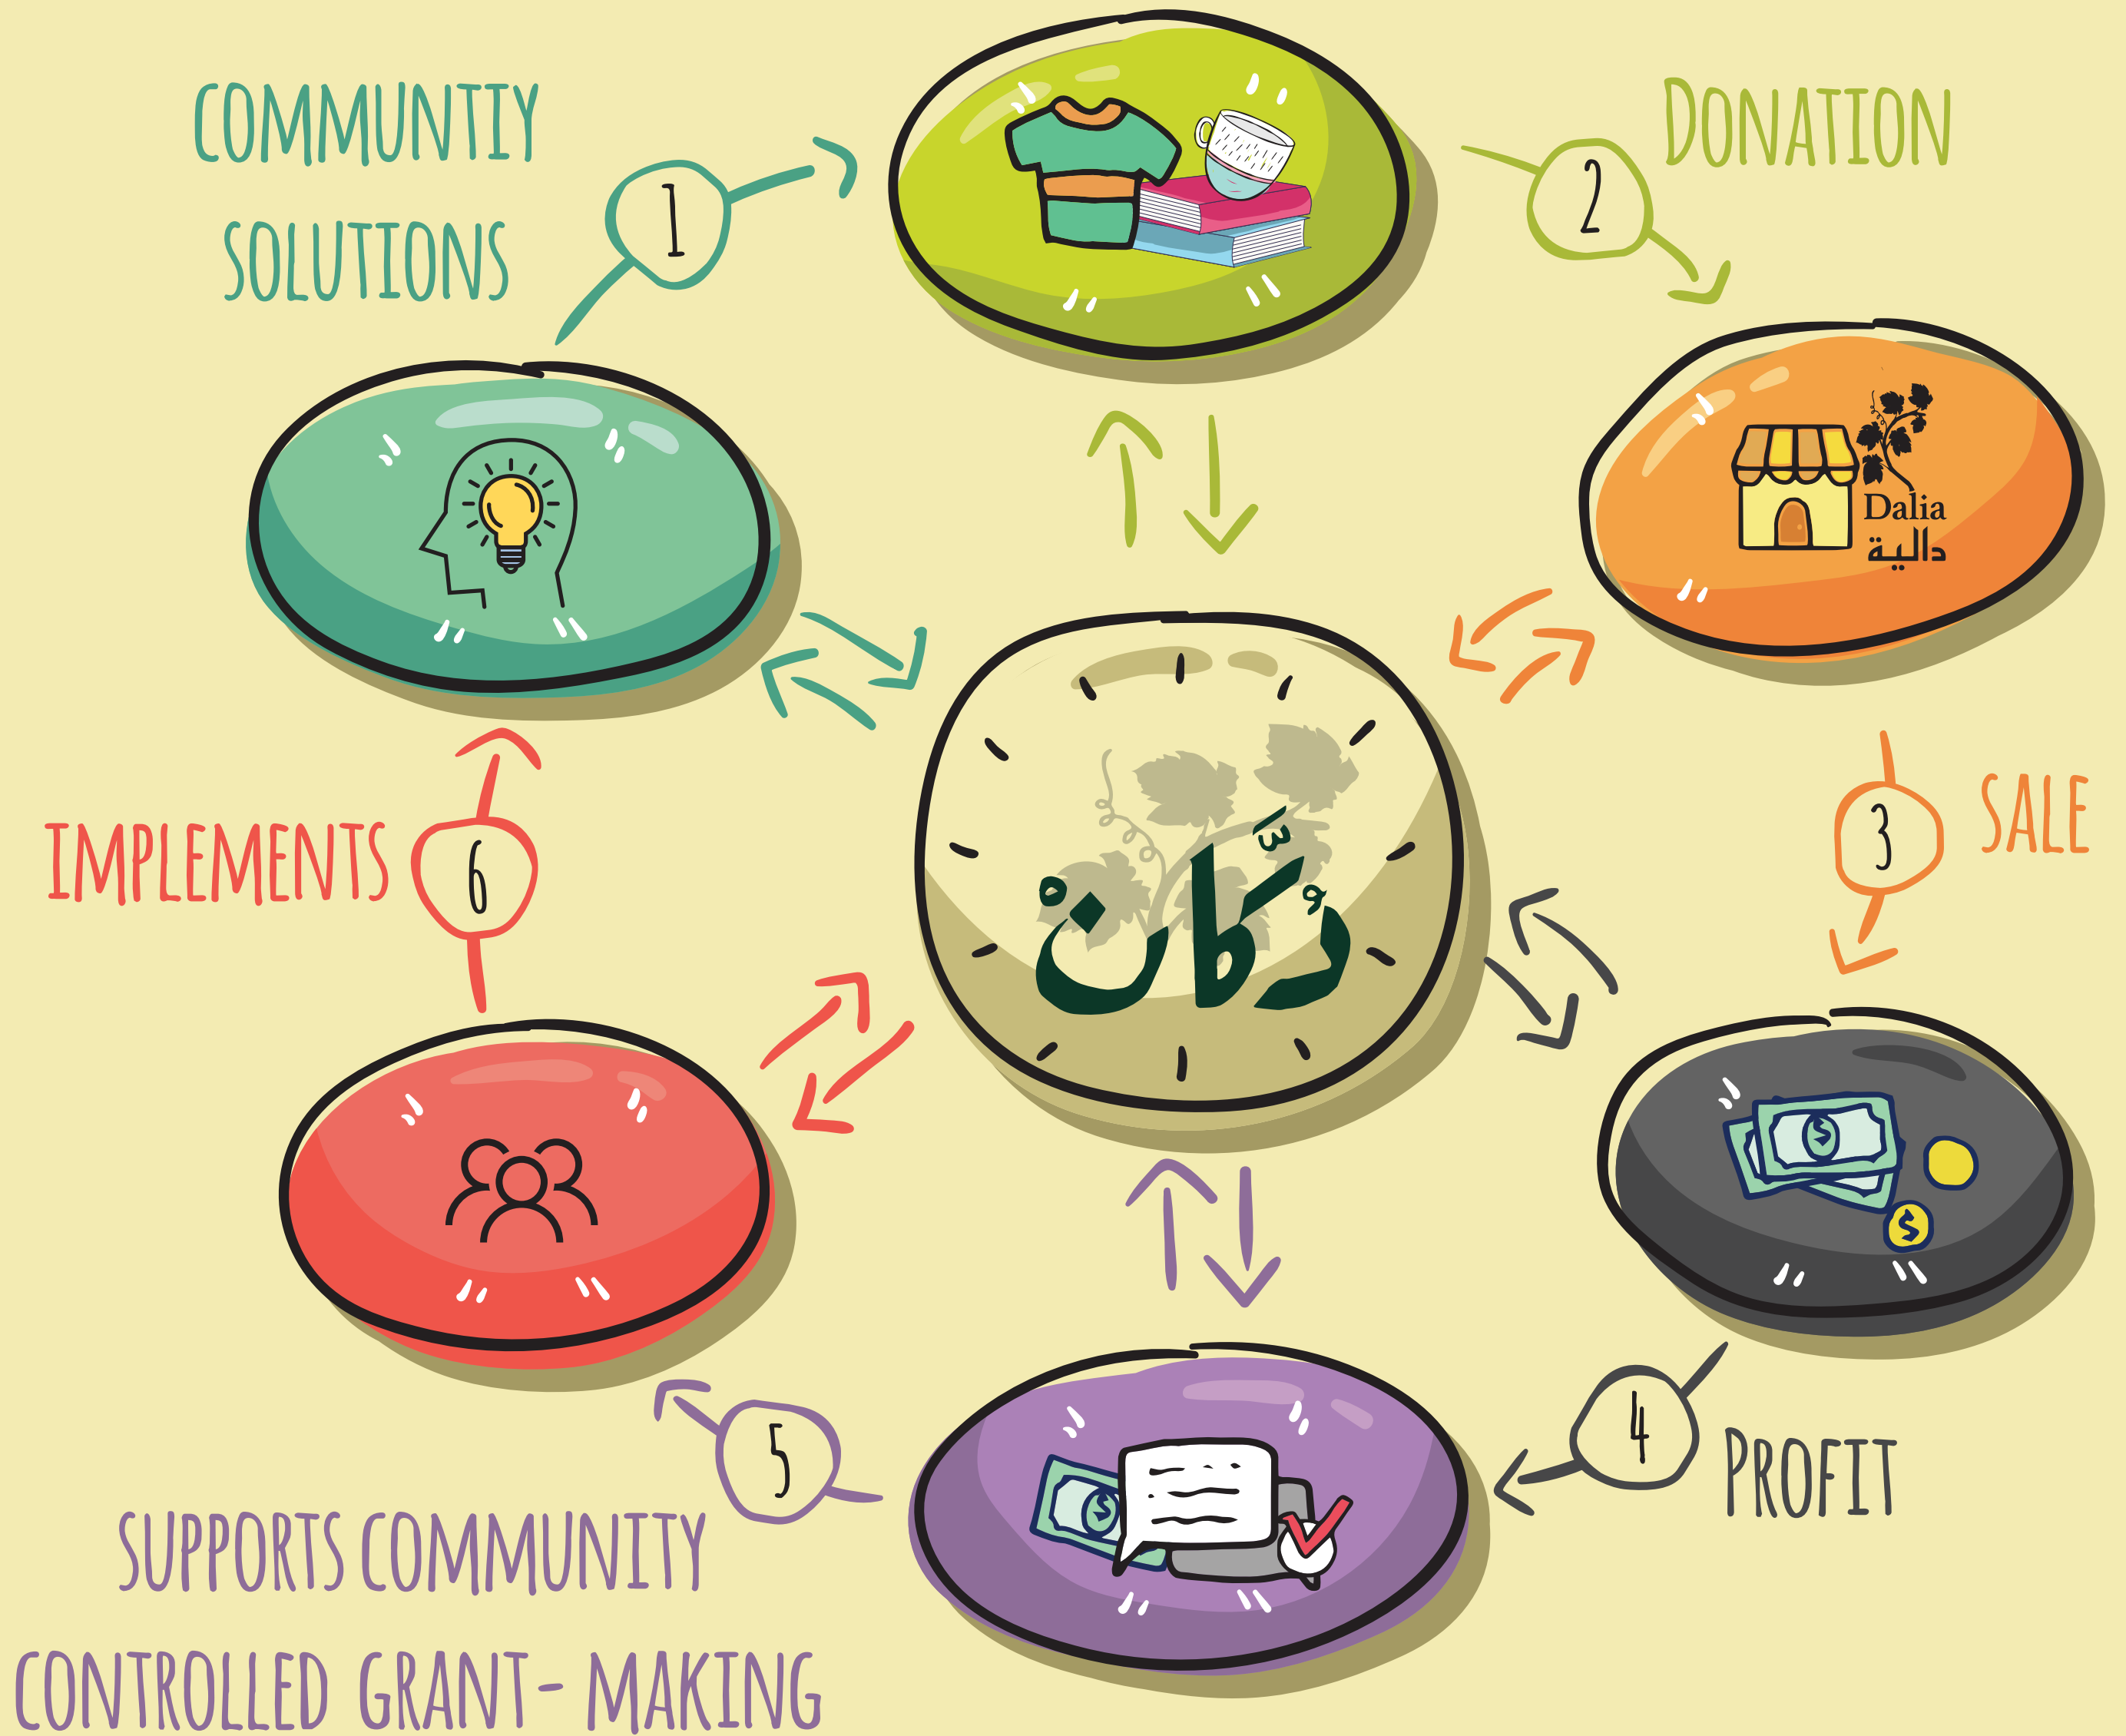 COMMUNITY
SOLUTIONS
1
2
DONATION
Dalia
دالية
دُكَّانْ
IMPLEMENTS
6
3
SALE
5
4
PROFIT
SUPPORTS COMMUNITY
CONTROLLED GRANT-MAKING